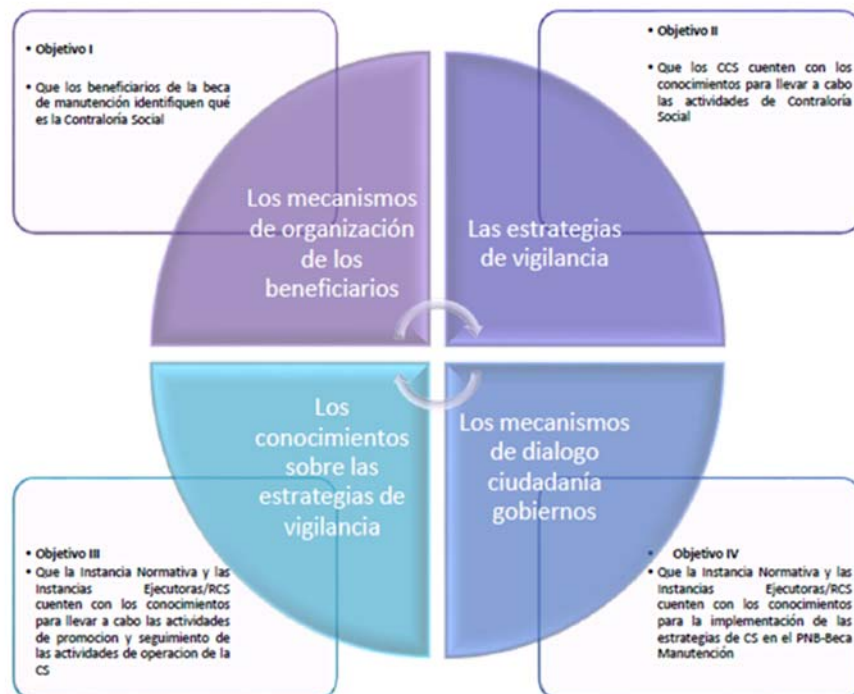 • Objetivo I
• Que los beneficiarios de la beca
de manutención identifiquen qué
es la Contraloría Social
• Objetivo II
• Que los CCS cuenten con los
conocimientos para llevar a cabo
las actividades de Contraloría
Social
Los mecanismos
de organización
de los
beneficiarios
Las estrategias
de vigilancia
Los
conocimientos
sobre las
estrategias de
vigilancia
Los mecanismos
de dialogo
ciudadanía
gobiernos
• Objetivo III
• Que la Instancia Normativa y las
Instancias Ejecutoras/RCS
cuenten con los conocimientos
para llevar a cabo las actividades
de promocion y seguimiento de
las actividades de operacion de la
CS
• Objetivo IV
• Que la Instancia Normativa y las
Instancias Ejecutoras/RCS
cuenten con los conocimientos
para la implementación de las
estrategias de CS en el PNB-Beca
Manutención